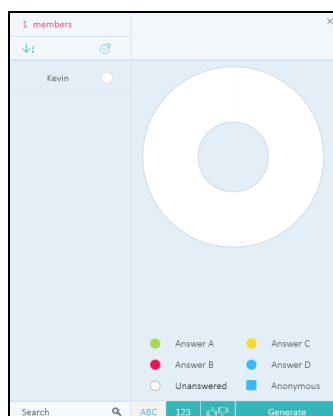 1 members
×
Kevin
Answer A
Answer C
Answer B
Answer D
Unanswered
Anonymous
Search
ABC
123
Generate